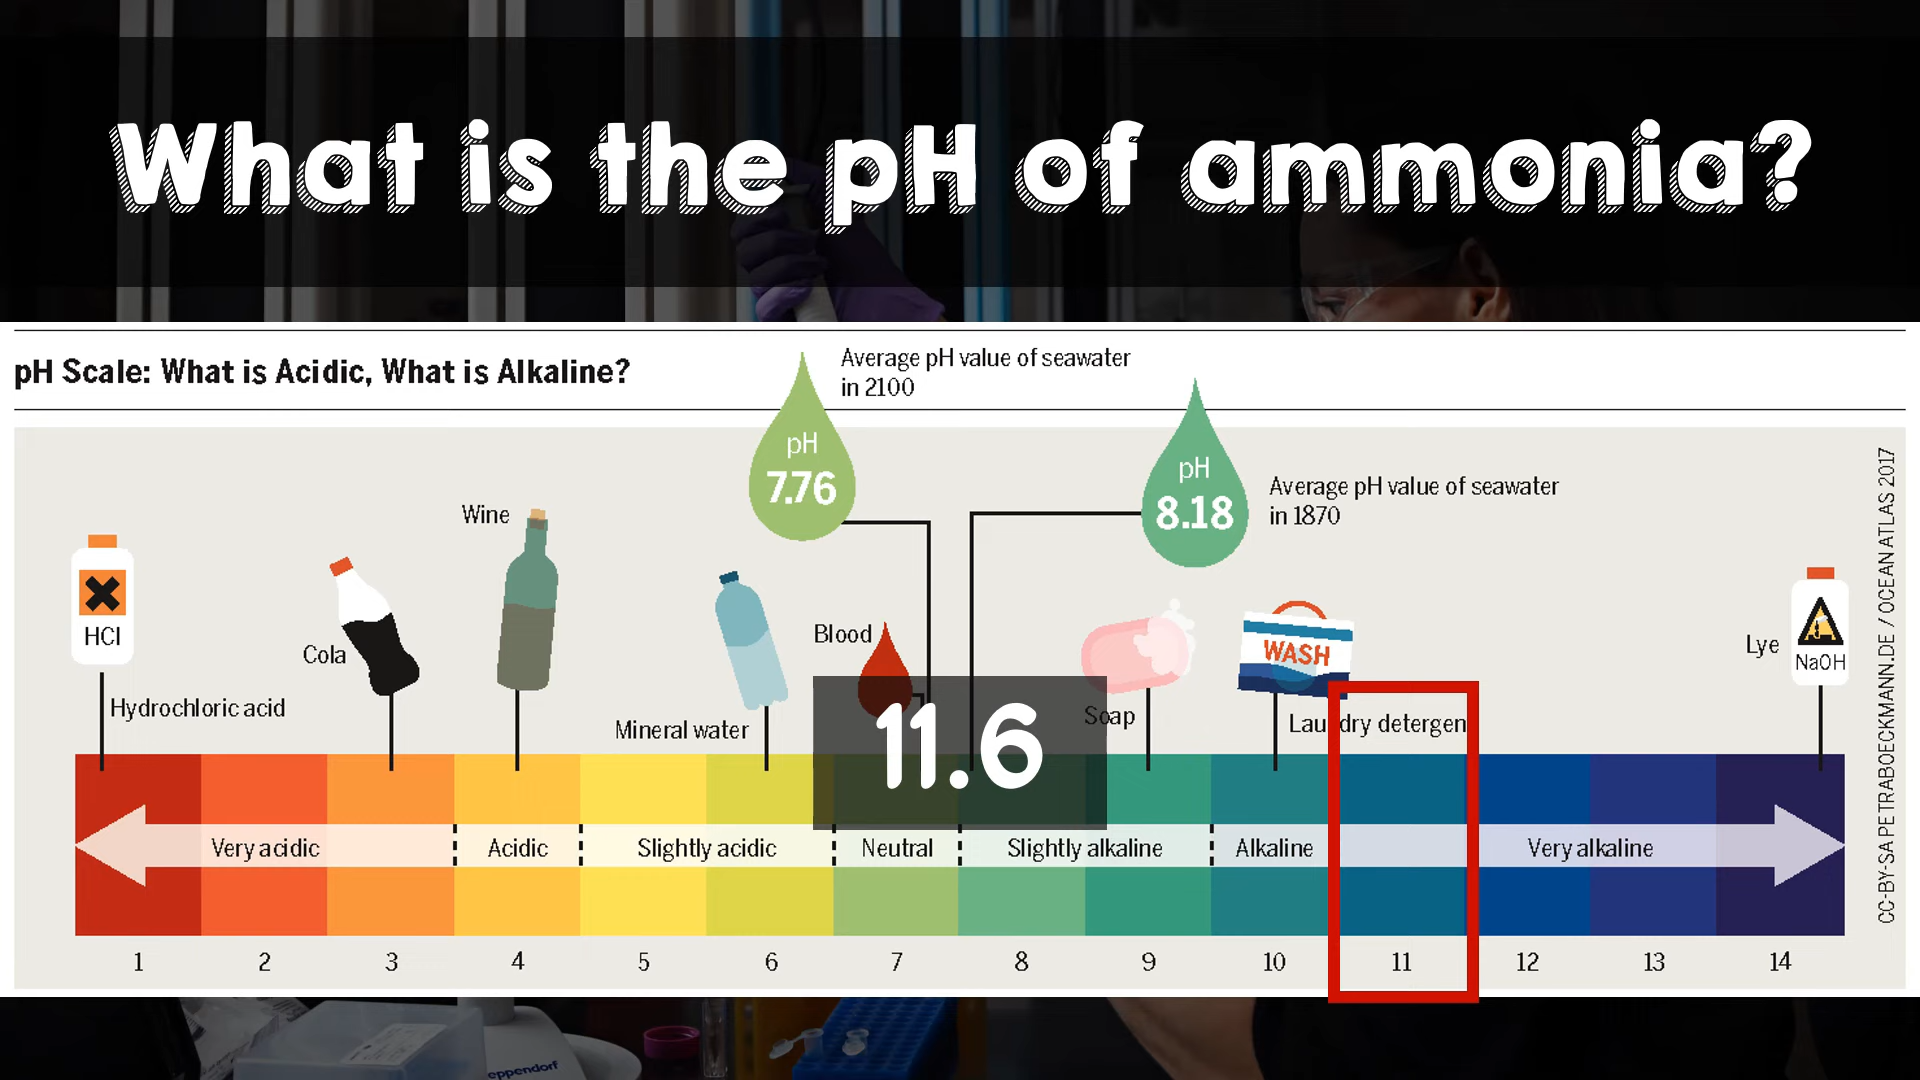 What is the pH of ammonia?
pH Scale: What is Acidic, What is Alkaline?
Average pH value of seawater
in 2100
pH
7.76
pH
8.18
Average pH value of seawater
in 1870
Wine
HCl
Cola
Blood
WASH
Lye
NaOH
Hydrochloric acid
Mineral water
11.6
Soap
Laundry detergen
Very acidic
Acidic
Slightly acidic
Neutral
Slightly alkaline
Alkaline
Very alkaline
1 2 3 4 5 6 7 8 9 10 11 12 13 14
CC-BY-SA PETRABOECKMANN.DE / OCEAN ATLAS 2017
eppendorf